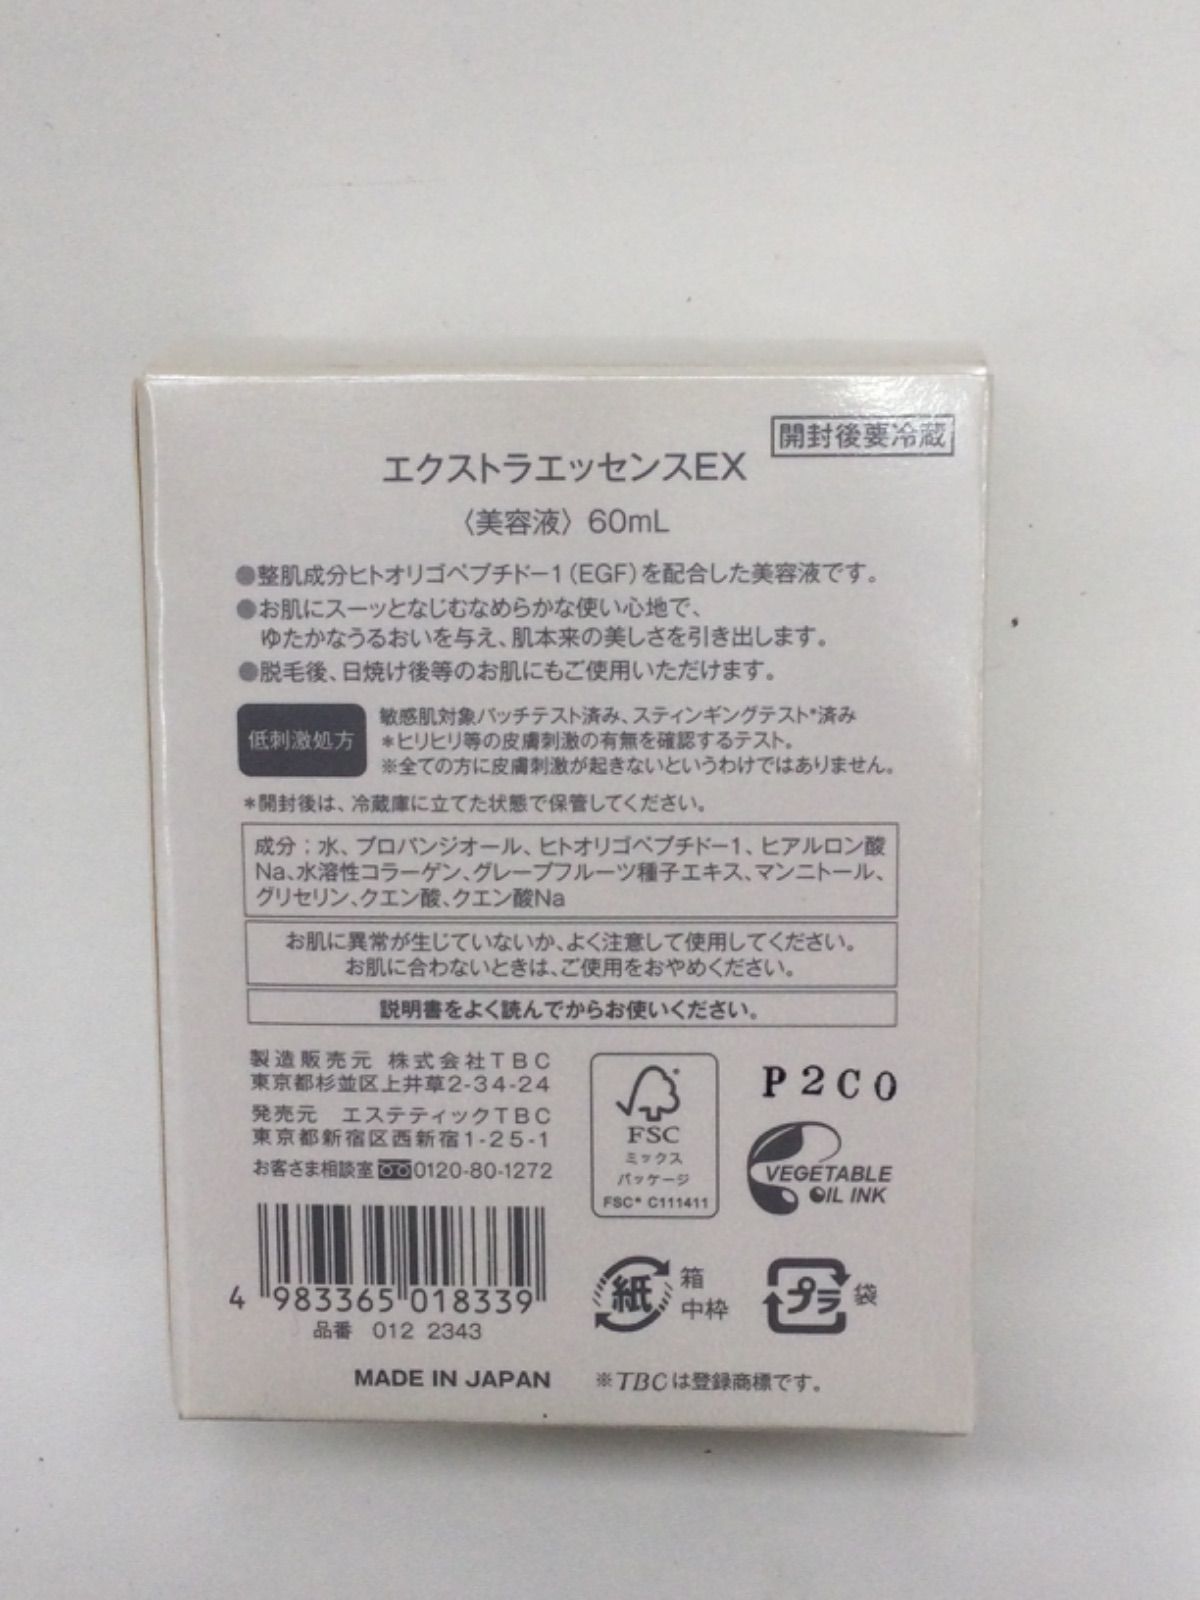 開封後要冷蔵
エクストラエッセンスEX
〈美容液〉60mL
●整肌成分ヒトオリゴペプチド-1(EGF)を配合した美容液です。
●お肌にスーッとなじむなめらかな使い心地で、
ゆたかなうるおいを与え、肌本来の美しさを引き出します。
●脱毛後、日焼け後等のお肌にもご使用いただけます。
低刺激処方
敏感肌対象パッチテスト済み、スティンギングテスト*済み
*ヒリヒリ等の皮膚刺激の有無を確認するテスト。
※全ての方に皮膚刺激が起きないというわけではありません。
*開封後は、冷蔵庫に立てた状態で保管してください。
成分:水、プロパンジオール、ヒトオリゴペプチド-1、ヒアルロン酸
Na、水溶性コラーゲン、グレープフルーツ種子エキス、マンニトール、
グリセリン、クエン酸、クエン酸Na
お肌に異常が生じていないか、よく注意して使用してください。
お肌に合わないときは、ご使用をおやめください。
説明書をよく読んでからお使いください。
製造販売元 株式会社TBC
東京都杉並区上井草2-34-24
発売元 エステティックTBC
東京都新宿区西新宿1-25-1
お客さま相談室 0120-80-1272
FSC
ミックス
パッケージ
FSC® C111411
P2C0
VEGETABLE
OIL INK
4 983365 018339
品番 012 2343
紙
箱
中枠
プラ
袋
MADE IN JAPAN
※TBCは登録商標です。